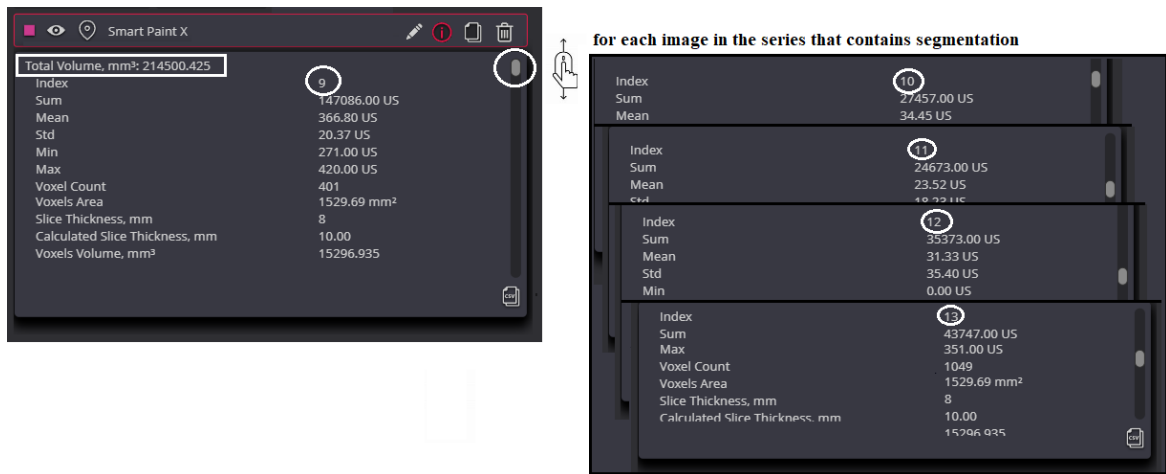 Smart Paint X
Total Volume, mm³: 214500.425
Index 9
Sum 147086.00 US
Mean 366.80 US
Std 20.37 US
Min 271.00 US
Max 420.00 US
Voxel Count 401
Voxels Area 1529.69 mm²
Slice Thickness, mm 8
Calculated Slice Thickness, mm 10.00
Voxels Volume, mm³ 15296.935
CSV
for each image in the series that contains segmentation
Index 10
Sum 27457.00 US
Mean 34.45 US
Index 11
Sum 24673.00 US
Mean 23.52 US
Std 18.23 US
Index 12
Sum 35373.00 US
Mean 31.33 US
Std 35.40 US
Min 0.00 US
Index 13
Sum 43747.00 US
Max 351.00 US
Voxel Count 1049
Voxels Area 1529.69 mm²
Slice Thickness, mm 8
Calculated Slice Thickness, mm 10.00
15296.935
CSV